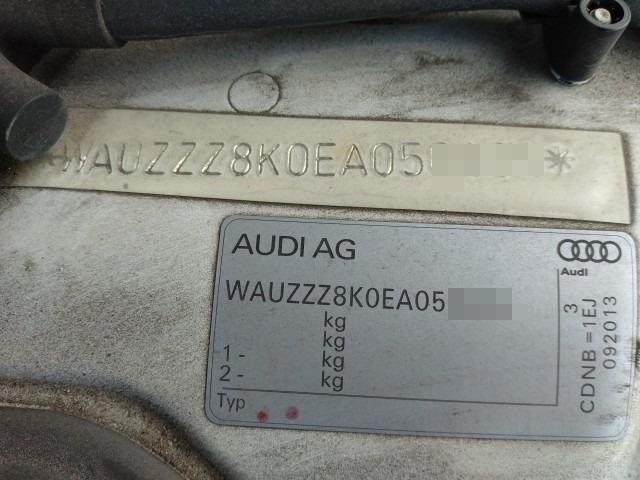 WAUZZZ8K0EA05
*
AUDI AG
Audi
WAUZZZ8K0EA05
kg
kg
1 - kg
2 - kg
Typ
3
CDNB = 1EJ
092013